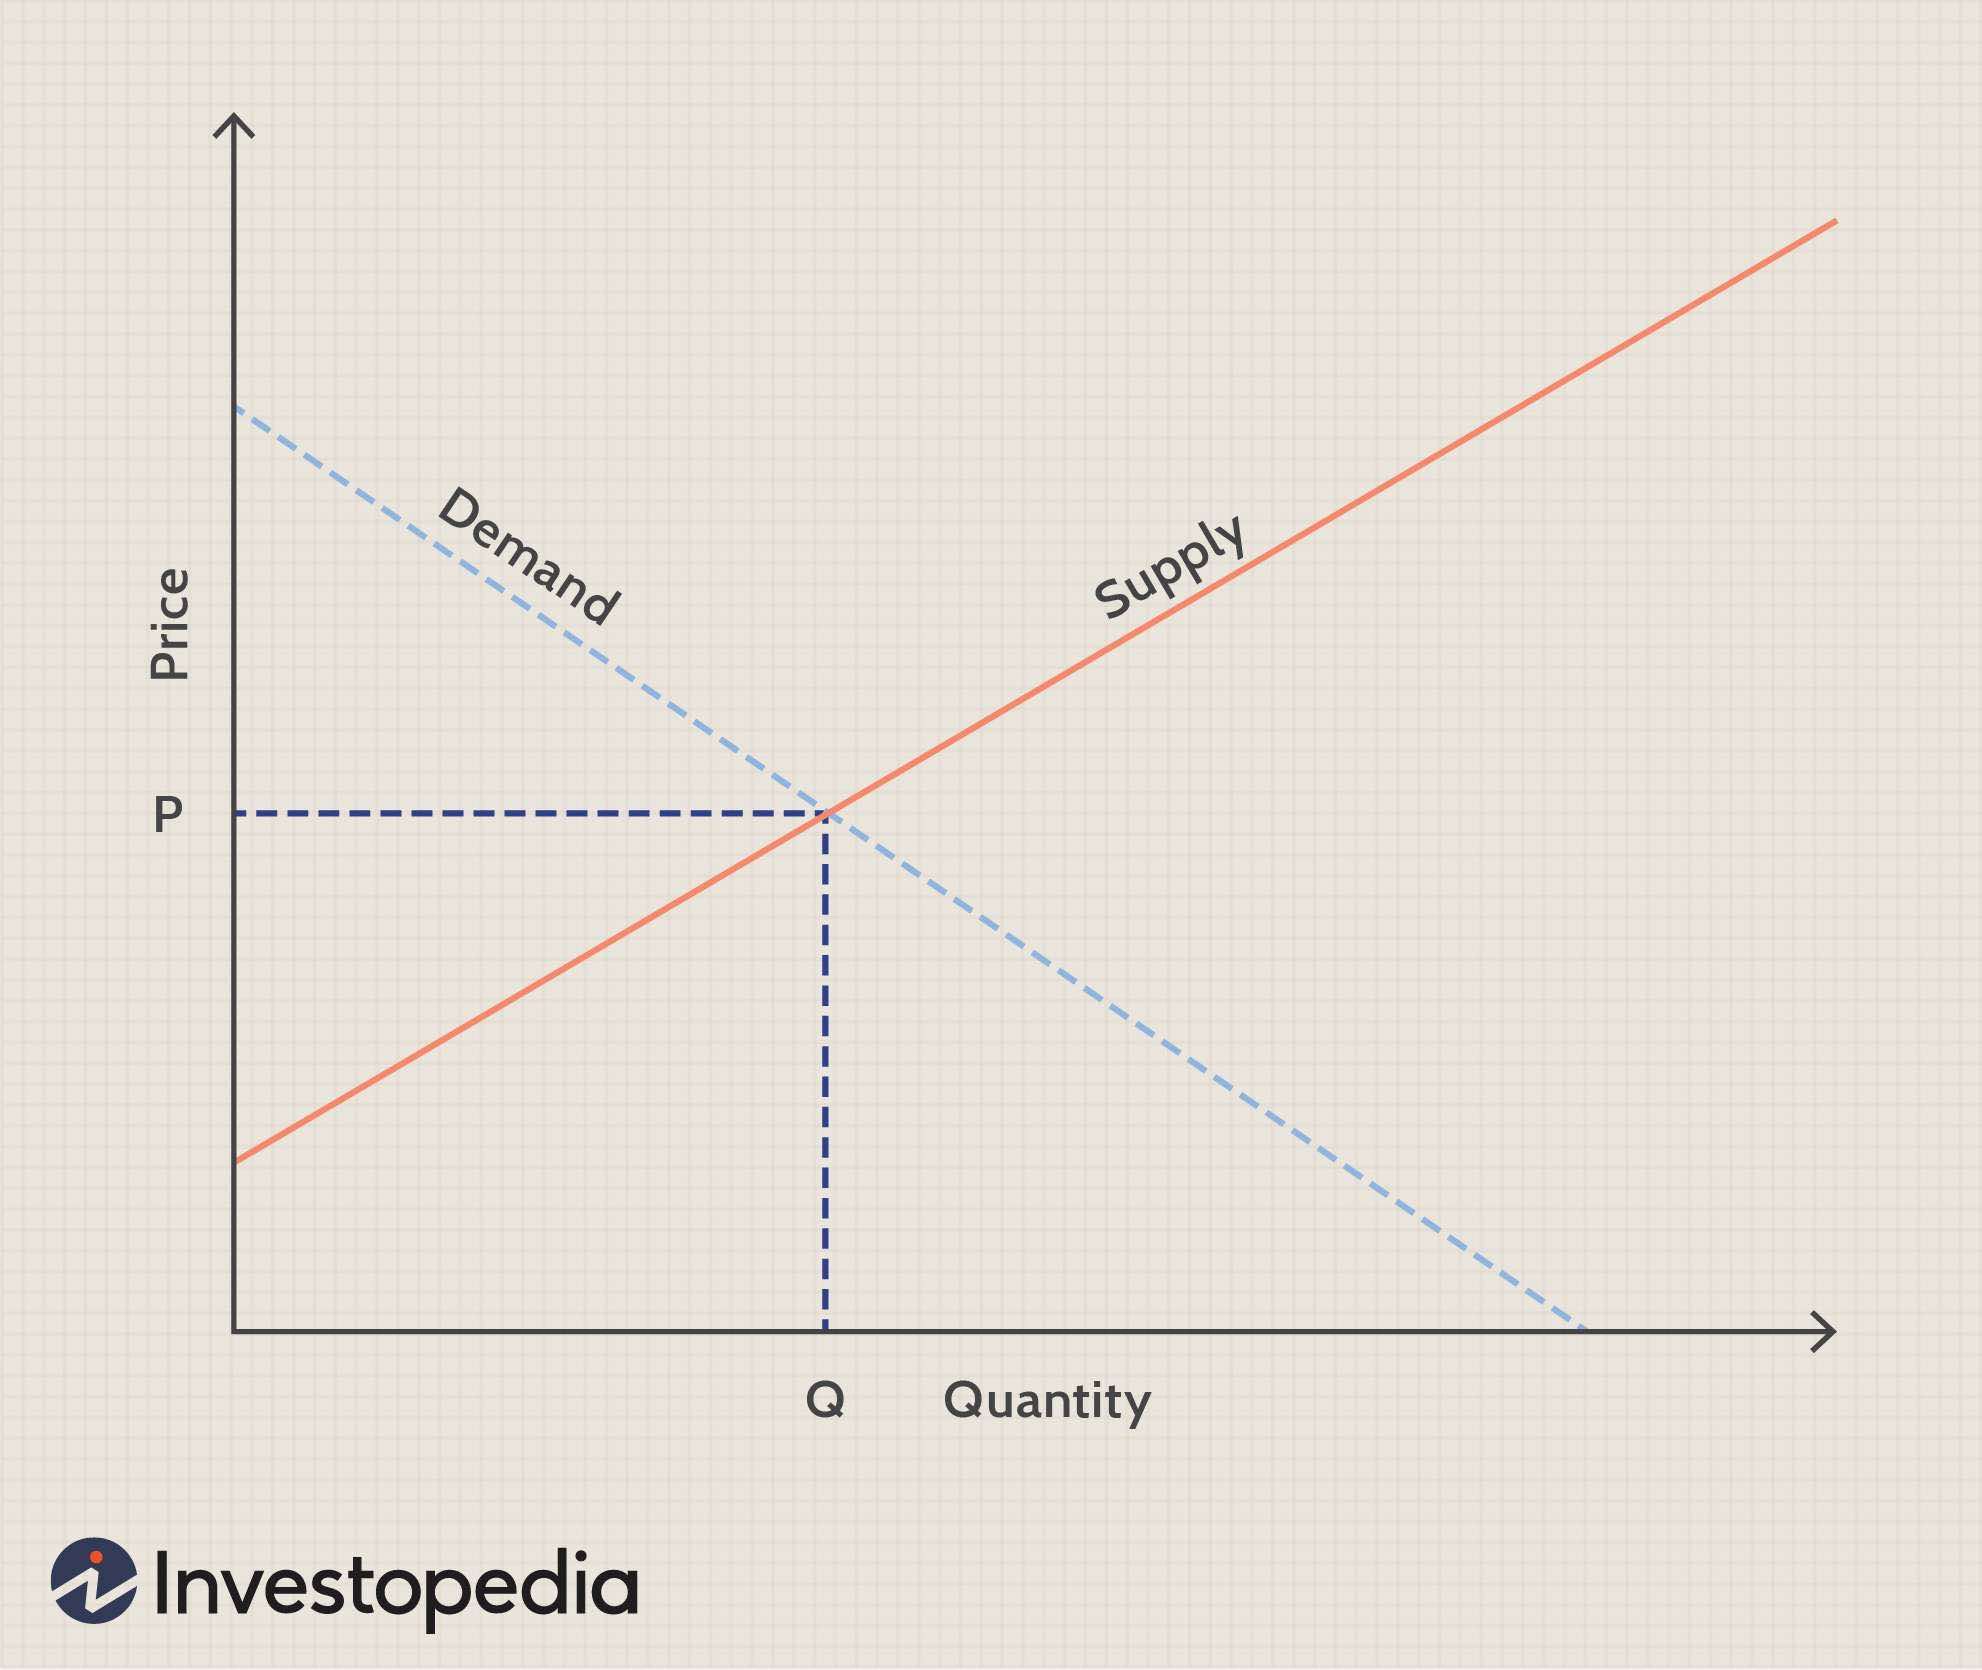 Demand
Supply
Price
P
Q
Quantity
Investopedia